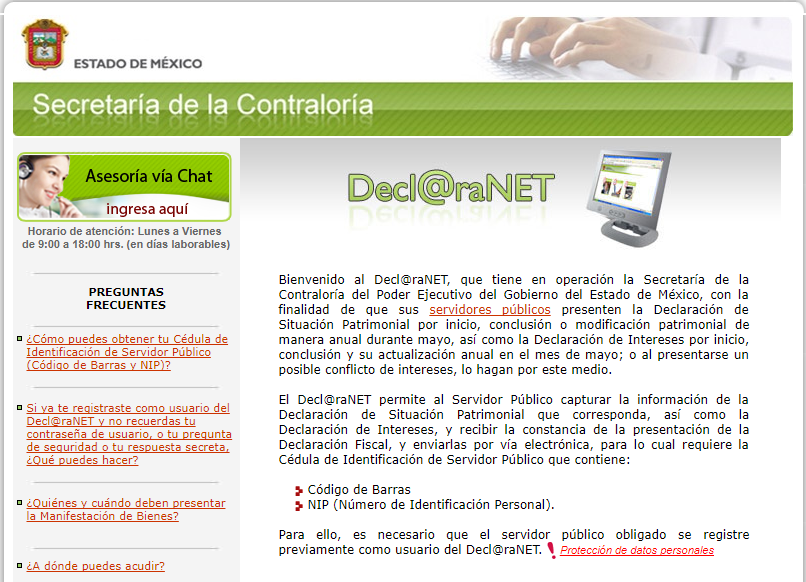 ESTADO DE MÉXICO
Secretaría de la Contraloría
Asesoría vía Chat
ingresa aquí
Horario de atención: Lunes a Viernes
de 9:00 a 18:00 hrs. (en días laborables)
PREGUNTAS
FRECUENTES
¿Cómo puedes obtener tu Cédula de
Identificación de Servidor Público
(Código de Barras y NIP)?
Si ya te registraste como usuario del
Decl@raNET y no recuerdas tu
contraseña de usuario, o tu pregunta
de seguridad o tu respuesta secreta,
¿Qué puedes hacer?
¿Quiénes y cuándo deben presentar
la Manifestación de Bienes?
¿A dónde puedes acudir?
Decl@raNET
Bienvenido al Decl@raNET, que tiene en operación la Secretaría de la
Contraloría del Poder Ejecutivo del Gobierno del Estado de México, con la
finalidad de que sus servidores públicos presenten la Declaración de
Situación Patrimonial por inicio, conclusión o modificación patrimonial de
manera anual durante mayo, así como la Declaración de Intereses por inicio,
conclusión y su actualización anual en el mes de mayo; o al presentarse un
posible conflicto de intereses, lo hagan por este medio.
El Decl@raNET permite al Servidor Público capturar la información de la
Declaración de Situación Patrimonial que corresponda, así como la
Declaración de Intereses, y recibir la constancia de la presentación de la
Declaración Fiscal, y enviarlas por vía electrónica, para lo cual requiere la
Cédula de Identificación de Servidor Público que contiene:
Código de Barras
NIP (Número de Identificación Personal).
Para ello, es necesario que el servidor público obligado se registre
previamente como usuario del Decl@raNET. Protección de datos personales